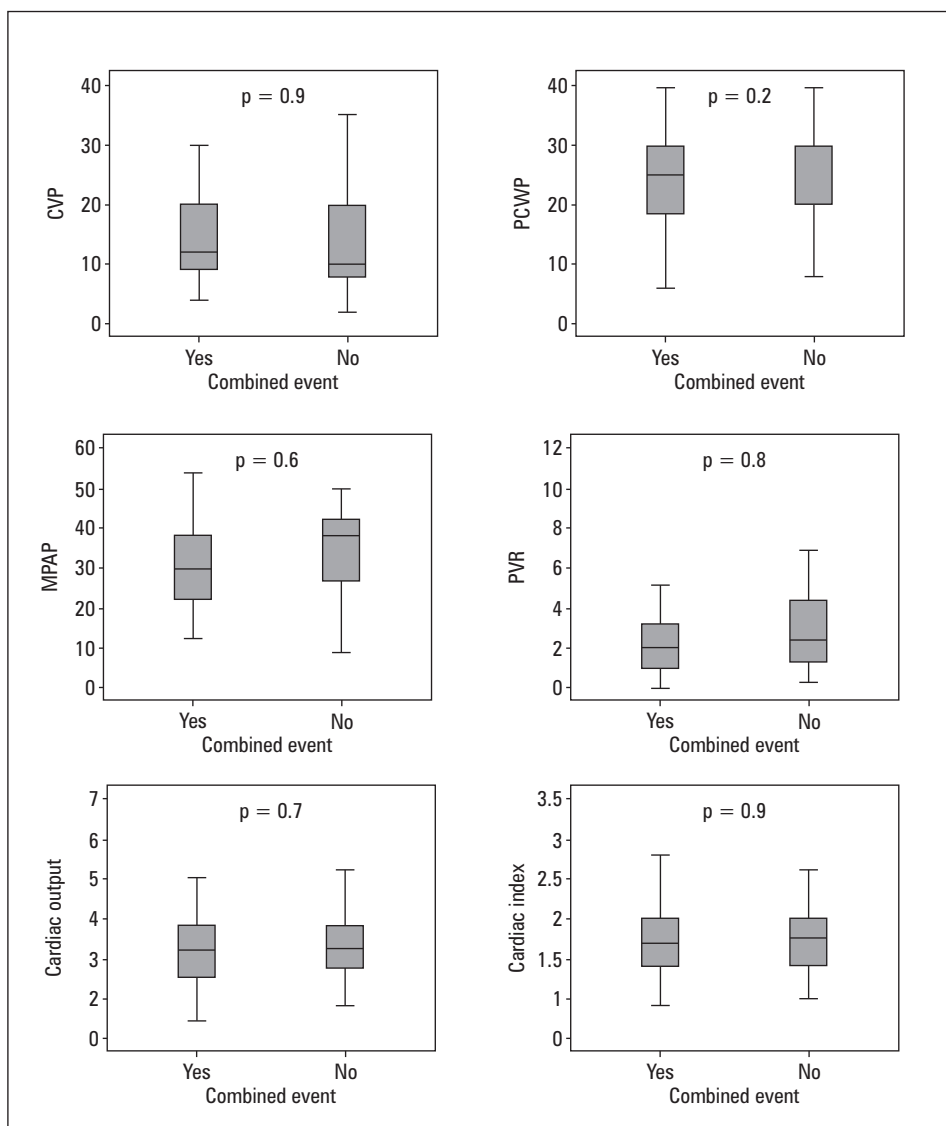 CVP
40
30
20
10
0
p = 0.9
Yes
No
Combined event
PCWP
40
30
20
10
0
p = 0.2
Yes
No
Combined event
MPAP
60
50
40
30
20
10
0
p = 0.6
Yes
No
Combined event
PVR
12
10
8
6
4
2
0
p = 0.8
Yes
No
Combined event
Cardiac output
7
6
5
4
3
2
0
p = 0.7
Yes
No
Combined event
Cardiac index
3.5
3
2.5
2
1.5
1
0
p = 0.9
Yes
No
Combined event